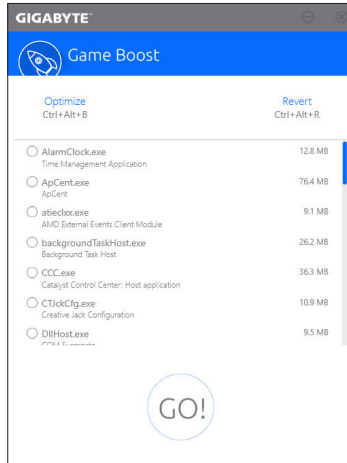 GIGABYTE™
Game Boost
Optimize Revert
Ctrl+Alt+B Ctrl+Alt+R
AlarmClock.exe 12.8 MB
Time Management Application
ApCent.exe 76.4 MB
ApCent
atieclxx.exe 9.1 MB
AMD External Events Client Module
backgroundTaskHost.exe 26.2 MB
Background Task Host
CCC.exe 36.3 MB
Catalyst Control Center: Host application
CTJckCfg.exe 10.9 MB
Creative Jack Configuration
DllHost.exe 9.5 MB
COM Surrogate
GO!